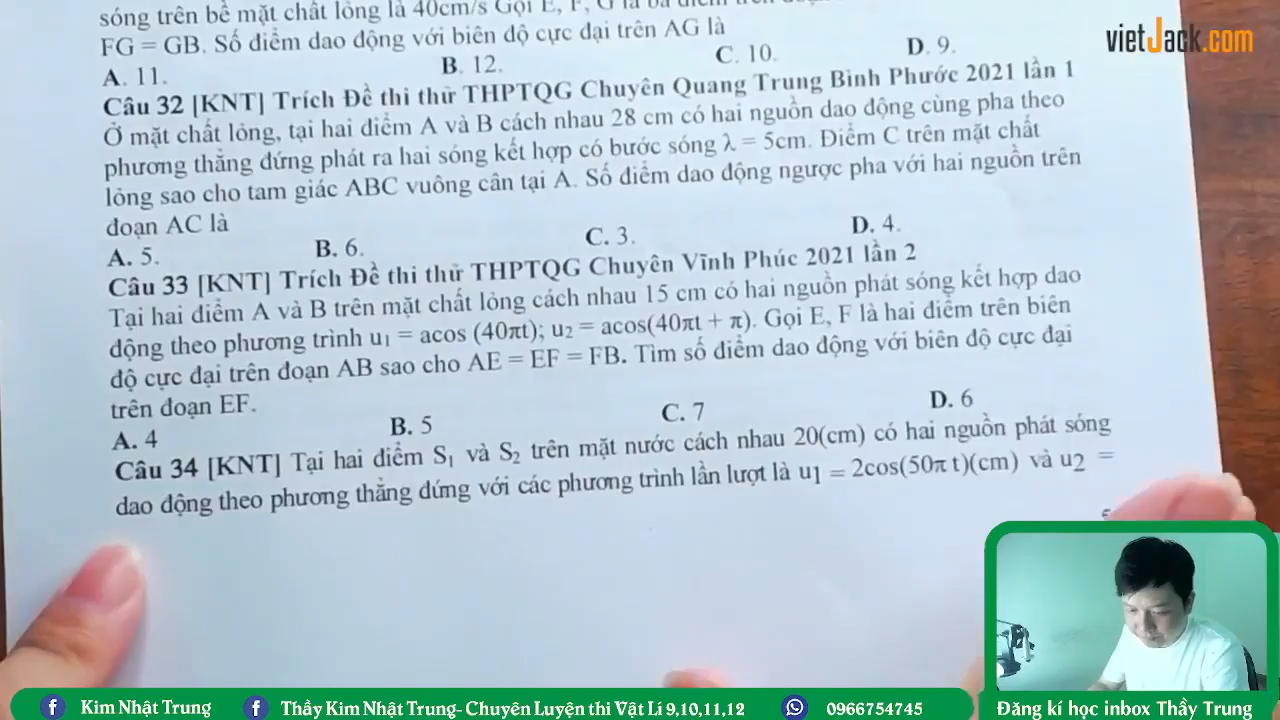 sóng trên bề mặt chất lỏng là 40cm/s Gọi E, F, G là ba điểm trên
FG = GB. Số điểm dao động với biên độ cực đại trên AG là
A. 11. B. 12. C. 10. D. 9.
Câu 32 [KNT] Trích Đề thi thử THPTQG Chuyên Quang Trung Bình Phước 2021 lần 1
Ở mặt chất lỏng, tại hai điểm A và B cách nhau 28 cm có hai nguồn dao động cùng pha theo
phương thẳng đứng phát ra hai sóng kết hợp có bước sóng λ = 5cm. Điểm C trên mặt chất
lỏng sao cho tam giác ABC vuông cân tại A. Số điểm dao động ngược pha với hai nguồn trên
đoạn AC là
A. 5. B. 6. C. 3. D. 4.
Câu 33 [KNT] Trích Đề thi thử THPTQG Chuyên Vĩnh Phúc 2021 lần 2
Tại hai điểm A và B trên mặt chất lỏng cách nhau 15 cm có hai nguồn phát sóng kết hợp dao
động theo phương trình u₁ = acos (40πt); u₂ = acos(40πt + π). Gọi E, F là hai điểm trên biên
độ cực đại trên đoạn AB sao cho AE = EF = FB. Tìm số điểm dao động với biên độ cực đại
trên đoạn EF.
A. 4 B. 5 C. 7 D. 6
Câu 34 [KNT] Tại hai điểm S₁ và S₂ trên mặt nước cách nhau 20(cm) có hai nguồn phát sóng
dao động theo phương thẳng đứng với các phương trình lần lượt là u₁ = 2cos(50π t)(cm) và u₂ =
vietJack.com
Kim Nhật Trung
Thầy Kim Nhật Trung- Chuyên Luyện thi Vật Lí 9,10,11,12
0966754745
Đăng kí học inbox Thầy Trung